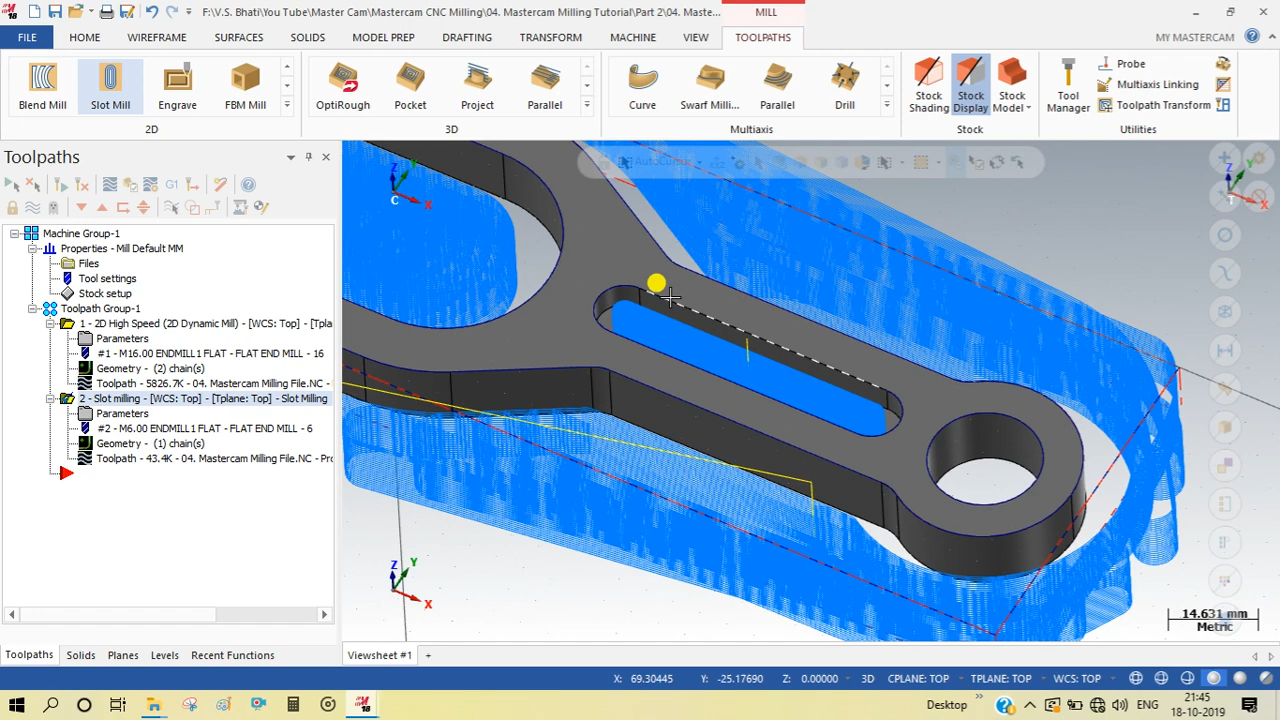 F:\V.S. Bhati\You Master Cam\Mastercam CNC Milling\04. Mastercam Milling Tutorial\Part 2\04. Maste...
MILL
FILE
HOME
WIREFRAME
SURFACES
SOLIDS
MODEL PREP
DRAFTING
TRANSFORM
MACHINE
VIEW
TOOLPATHS
MY MASTERCAM
Blend Mill
Slot Mill
Engrave
FBM Mill
OptiRough
Pocket
Project
Parallel
Curve
Swarf Milli...
Parallel
Drill
Stock Shading
Stock Display
Stock Model
Tool Manager
Probe
Multiaxis Linking
Toolpath Transform
2D
3D
Multiaxis
Stock
Utilities
Toolpaths
G1
Machine Group-1
Properties - Mill Default MM
Files
Tool settings
Stock setup
Toolpath Group-1
1 - 2D High Speed (2D Dynamic Mill) - [WCS: Top] - [Tpla
Parameters
#1 - M16.00 ENDMILL1 FLAT - FLAT END MILL - 16
Geometry - (2) chain(s)
Toolpath - 5826.7K - 04. Mastercam Milling File.NC -
2 - Slot milling - [WCS: Top] - [Tplane: Top] - Slot Milling
Parameters
#2 - M6.00 ENDMILL FLAT - FLAT END MILL - 6
Geometry - (1) chain(s)
Toolpath - 43.4K - 04. Mastercam Milling File.NC - Pro
AutoCursor
Z
Y
X
C
Z
Y
X
T
Z
Y
X
14.631 mm
Metric
Toolpaths
Solids
Planes
Levels
Recent Functions
Viewsheet #1
+
X: 69.30445
Y: -25.17690
Z: 0.00000
3D
CPLANE: TOP
TPLANE: TOP
WCS: TOP
Desktop
ENG
21:45
18-10-2019